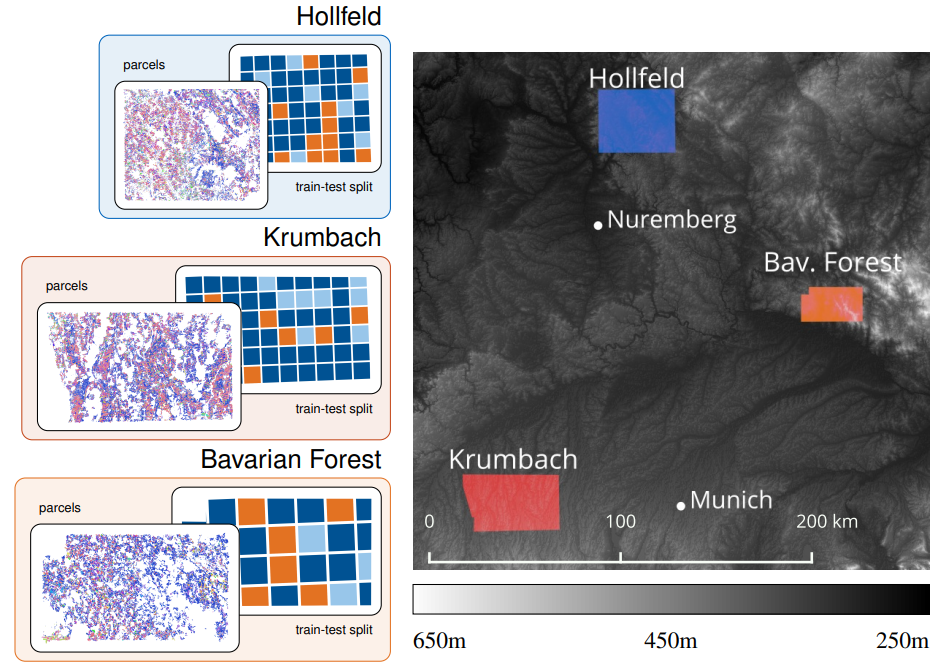 Hollfeld
parcels
train-test split
Krumbach
parcels
train-test split
Bavarian Forest
parcels
train-test split
Hollfeld
Nuremberg
Bav. Forest
Krumbach
Munich
0 100 200 km
650m 450m 250m